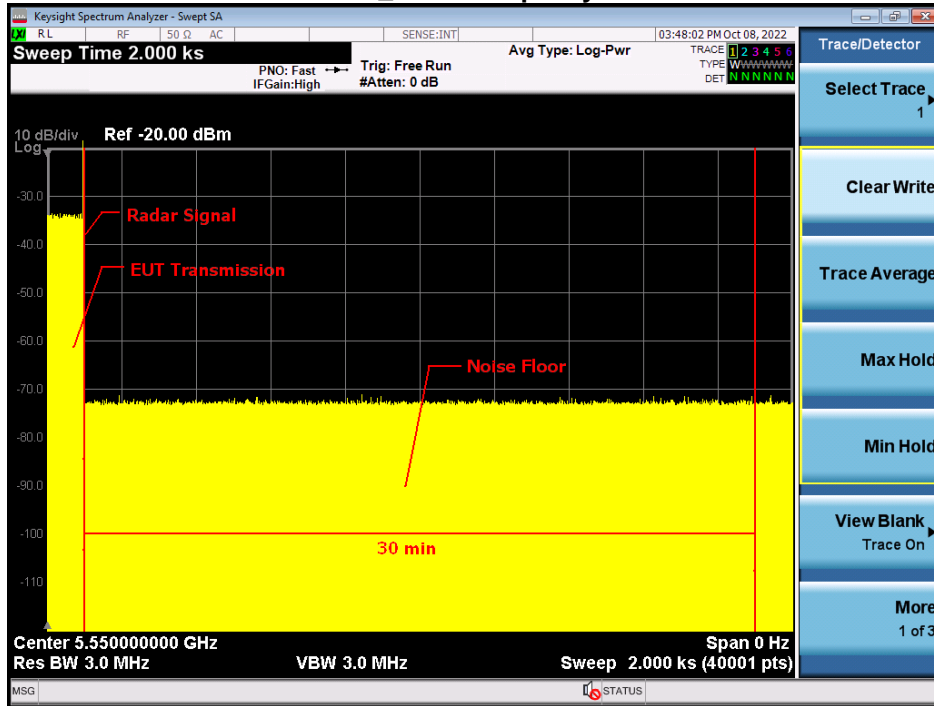 Keysight Spectrum Analyzer - Swept SA
LXI RL RF 50 Ω AC SENSE:INT 03:48:02 PM Oct 08, 2022
Sweep Time 2.000 ks Avg Type: Log-Pwr TRACE 1 2 3 4 5 6
PNO: Fast Trig: Free Run TYPE WWWWWW
IFGain:High #Atten: 0 dB DET N N N N N N
10 dB/div Ref -20.00 dBm
Log
-30.0
Radar Signal
-40.0
EUT Transmission
-50.0
-60.0
Noise Floor
-70.0
-80.0
-90.0
-100
30 min
-110
Center 5.550000000 GHz Span 0 Hz
Res BW 3.0 MHz VBW 3.0 MHz Sweep 2.000 ks (40001 pts)
MSG STATUS
Trace/Detector
Select Trace
1
Clear Write
Trace Average
Max Hold
Min Hold
View Blank
Trace On
More
1 of 3